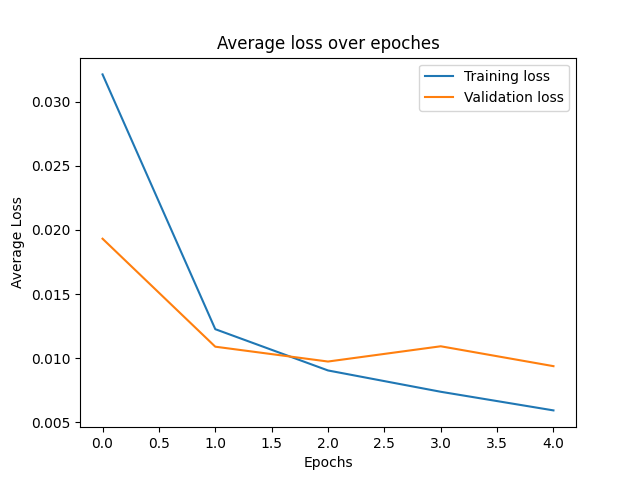 Average loss over epoches
Training loss
Validation loss
Average Loss
0.030
0.025
0.020
0.015
0.010
0.005
0.0 0.5 1.0 1.5 2.0 2.5 3.0 3.5 4.0
Epochs